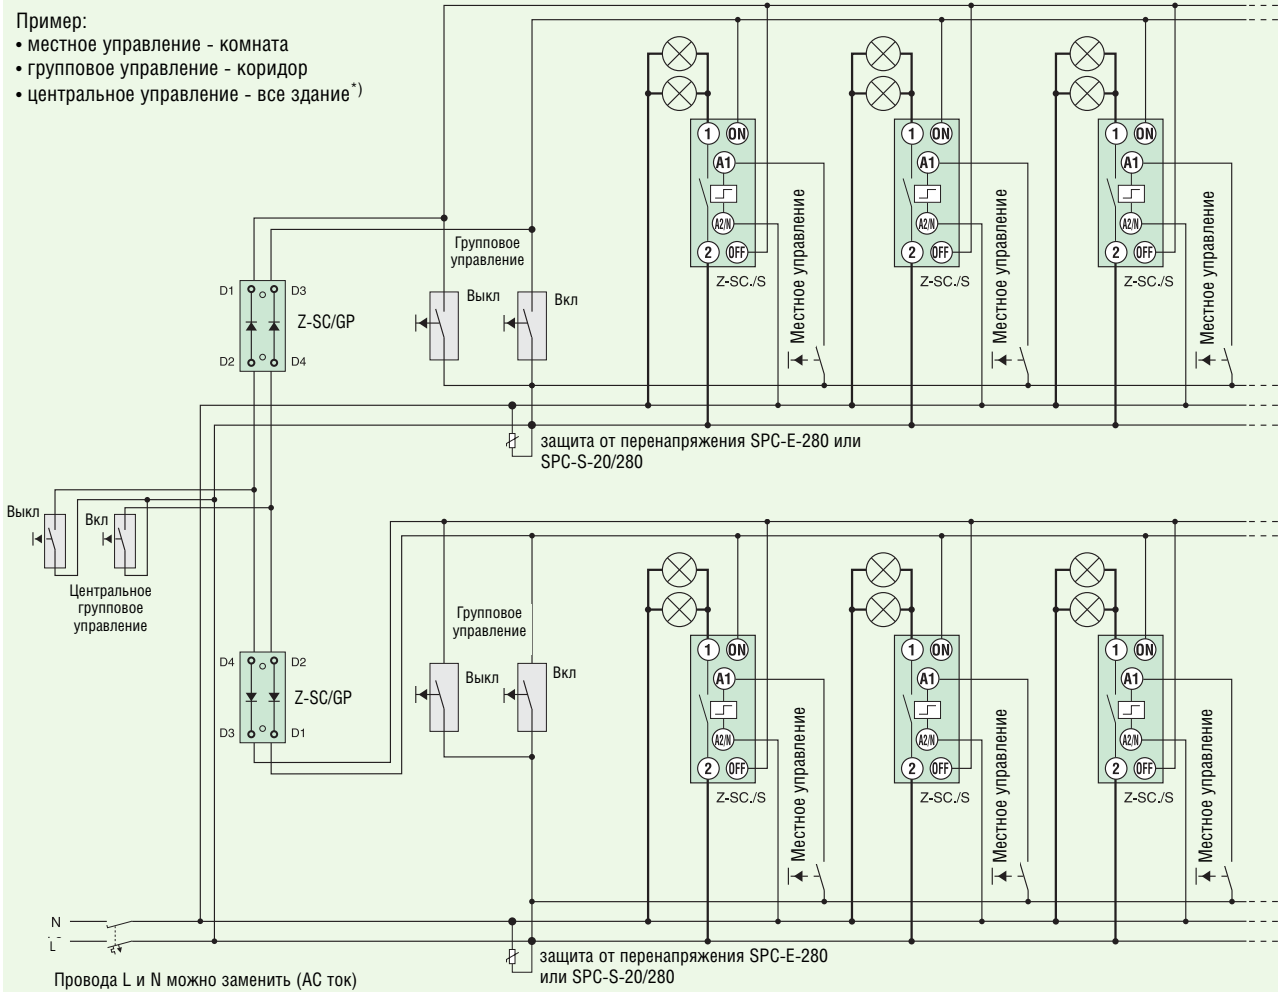 Пример:
• местное управление - комната
• групповое управление - коридор
• центральное управление - все здание*)
1 ON
A1
A2/N
2 OFF
Z-SC./S
Местное управление
1 ON
A1
A2/N
2 OFF
Z-SC./S
Местное управление
1 ON
A1
A2/N
2 OFF
Z-SC./S
Местное управление
Групповое
управление
Выкл
Вкл
D1 D3
Z-SC/GP
D2 D4
защита от перенапряжения SPC-E-280 или
SPC-S-20/280
Выкл
Вкл
Центральное
групповое
управление
Групповое
управление
Выкл
Вкл
D4 D2
Z-SC/GP
D3 D1
1 ON
A1
A2/N
2 OFF
Z-SC./S
Местное управление
1 ON
A1
A2/N
2 OFF
Z-SC./S
Местное управление
1 ON
A1
A2/N
2 OFF
Z-SC./S
Местное управление
N
L
защита от перенапряжения SPC-E-280
или SPC-S-20/280
Провода L и N можно заменить (AC ток)